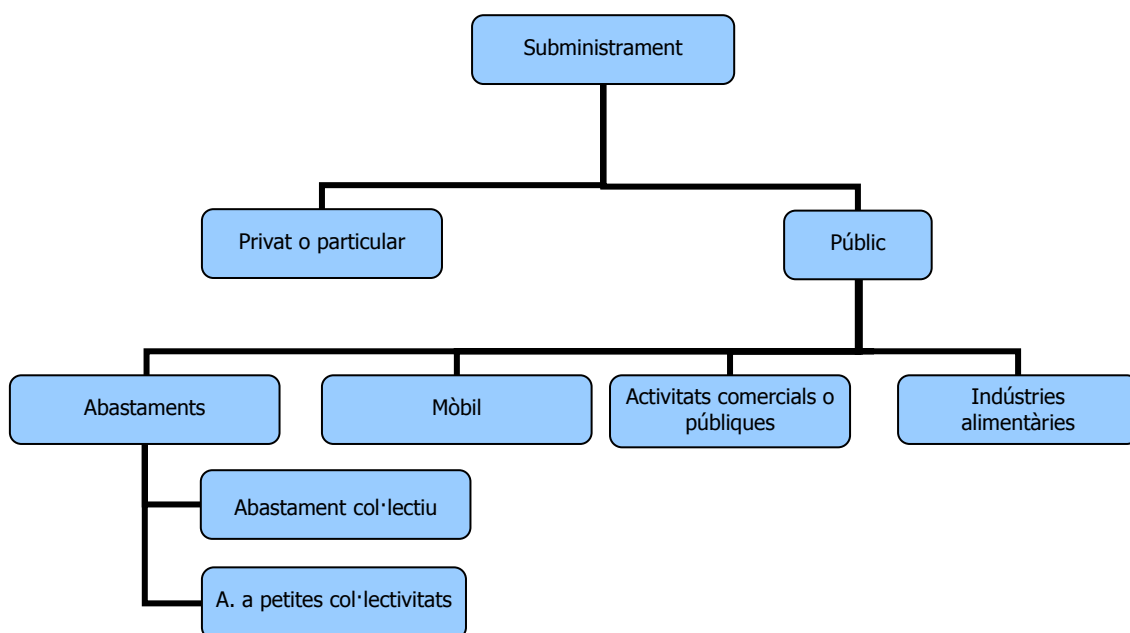 Subministrament
Privat o particular
Públic
Abastaments
Mòbil
Activitats comercials o
públiques
Indústries
alimentàries
Abastament col·lectiu
A. a petites col·lectivitats